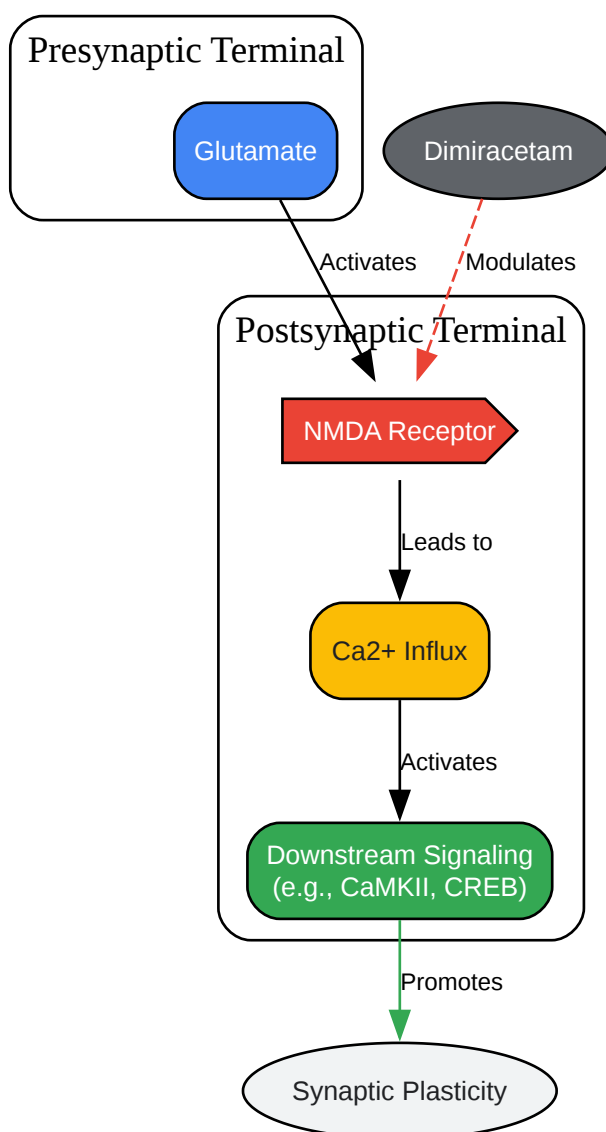 Presynaptic Terminal
Glutamate
Dimiracetam
Activates
Modulates
Postsynaptic Terminal
NMDA Receptor
Leads to
Ca2+ Influx
Activates
Downstream Signaling
(e.g., CaMKII, CREB)
Promotes
Synaptic Plasticity